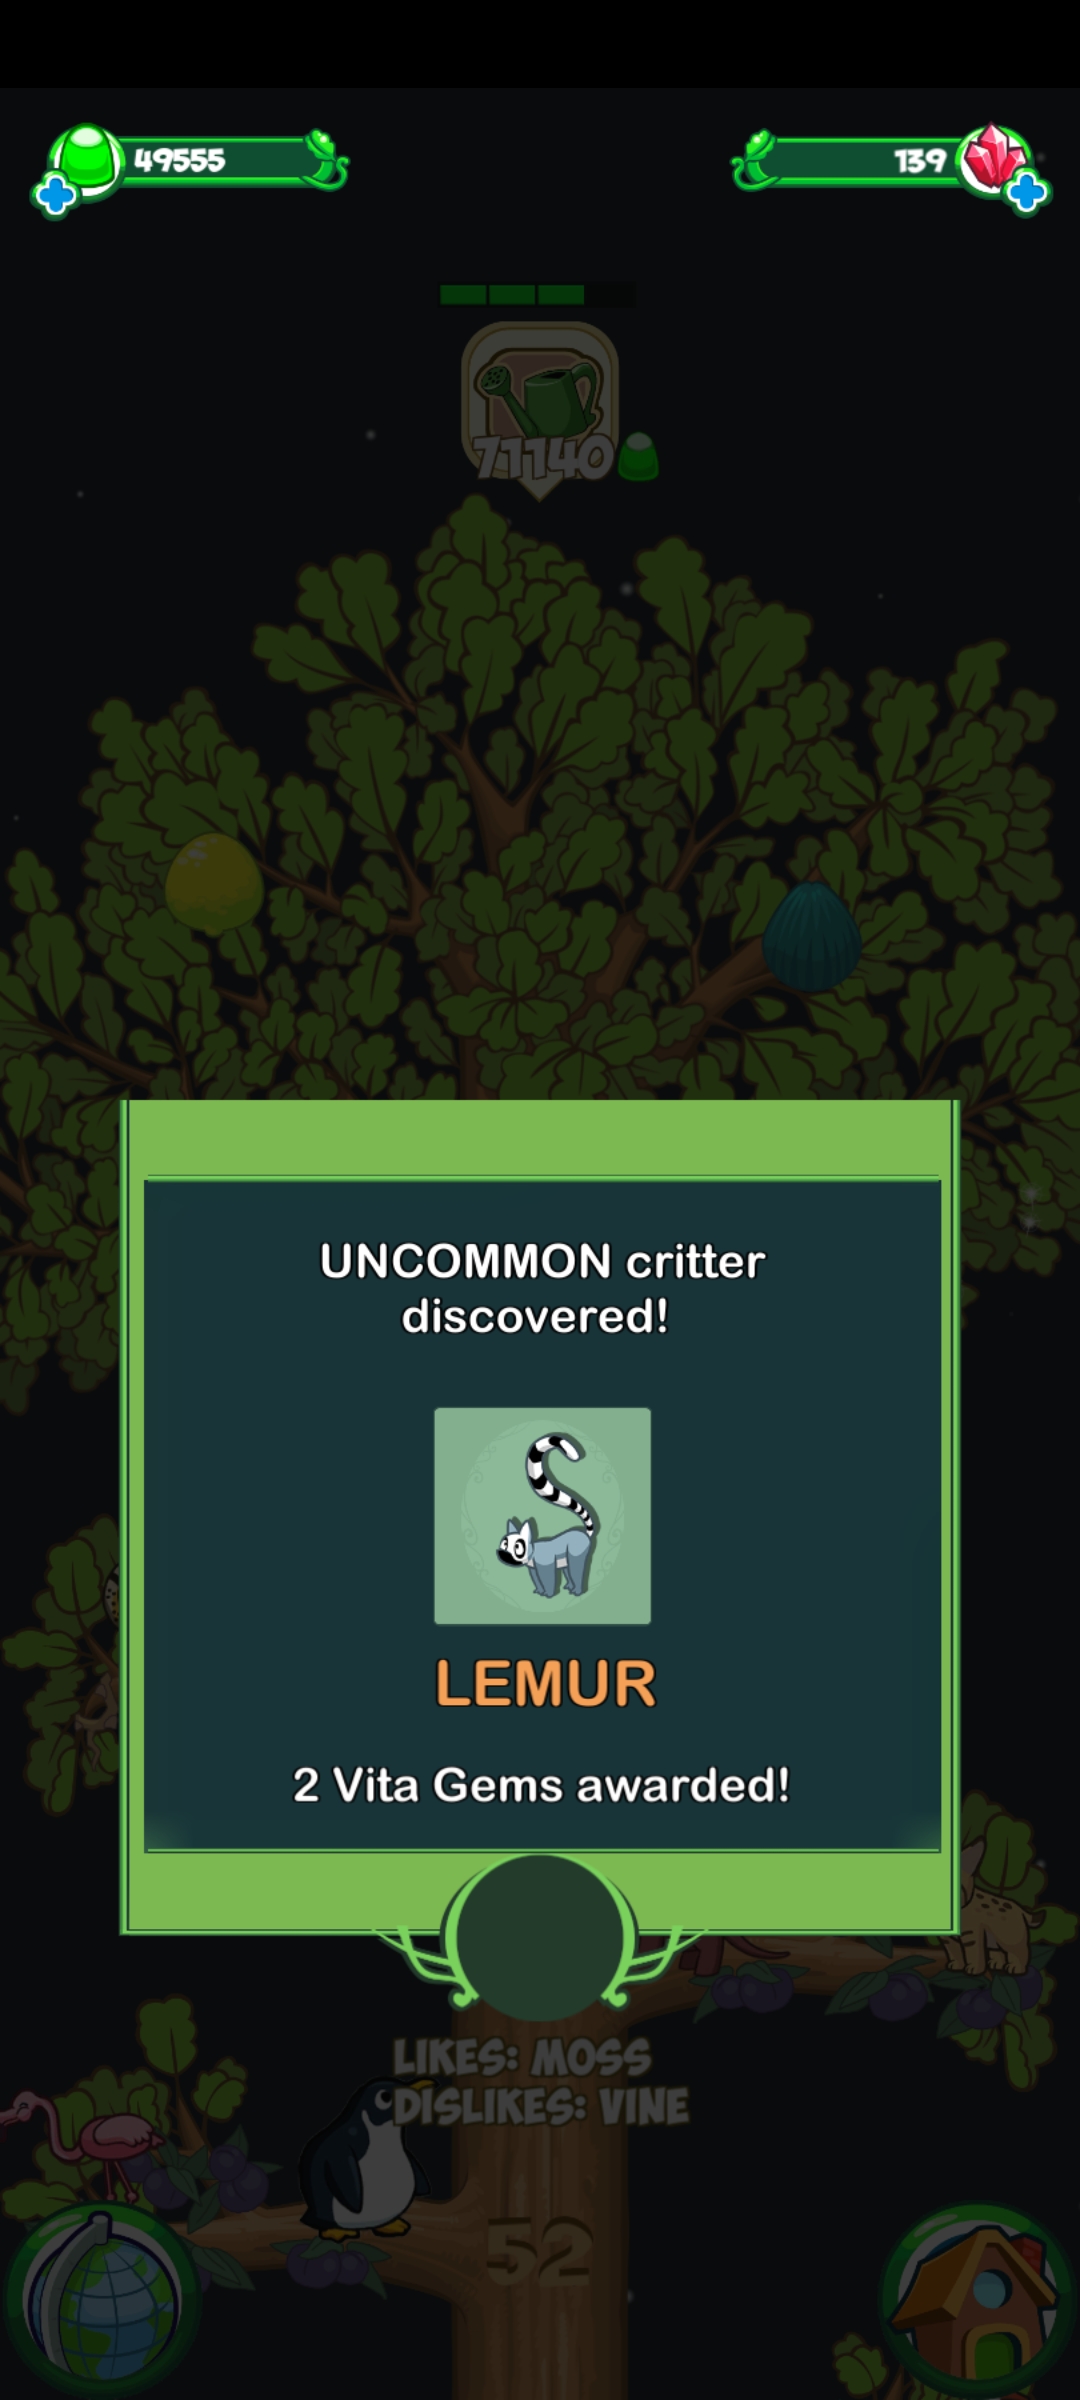 49555
139
71140
UNCOMMON critter
discovered!
LEMUR
2 Vita Gems awarded!
LIKES: MOSS
DISLIKES: VINE
52